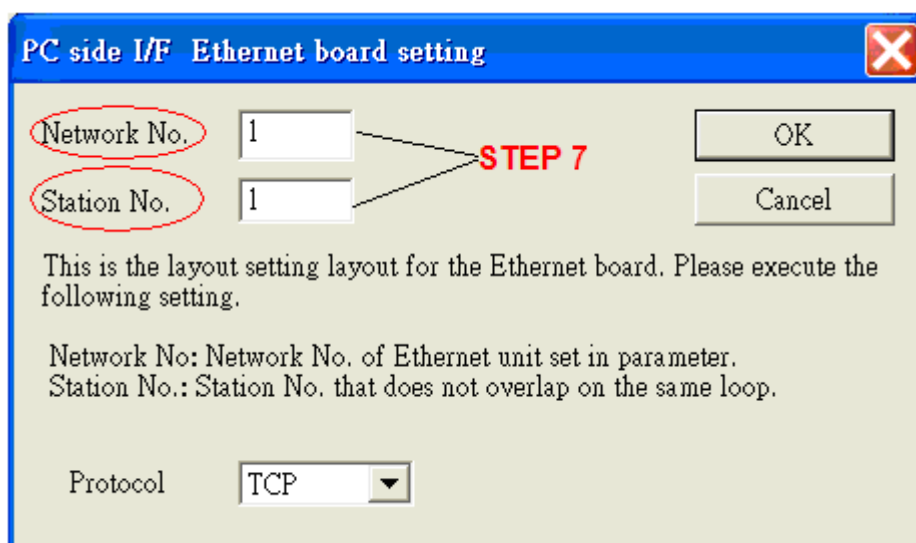 PC side I/F Ethernet board setting
Network No. 1
STEP 7
OK
Station No. 1
Cancel
This is the layout setting layout for the Ethernet board. Please execute the
following setting.
Network No: Network No. of Ethernet unit set in parameter.
Station No.: Station No. that does not overlap on the same loop.
Protocol TCP